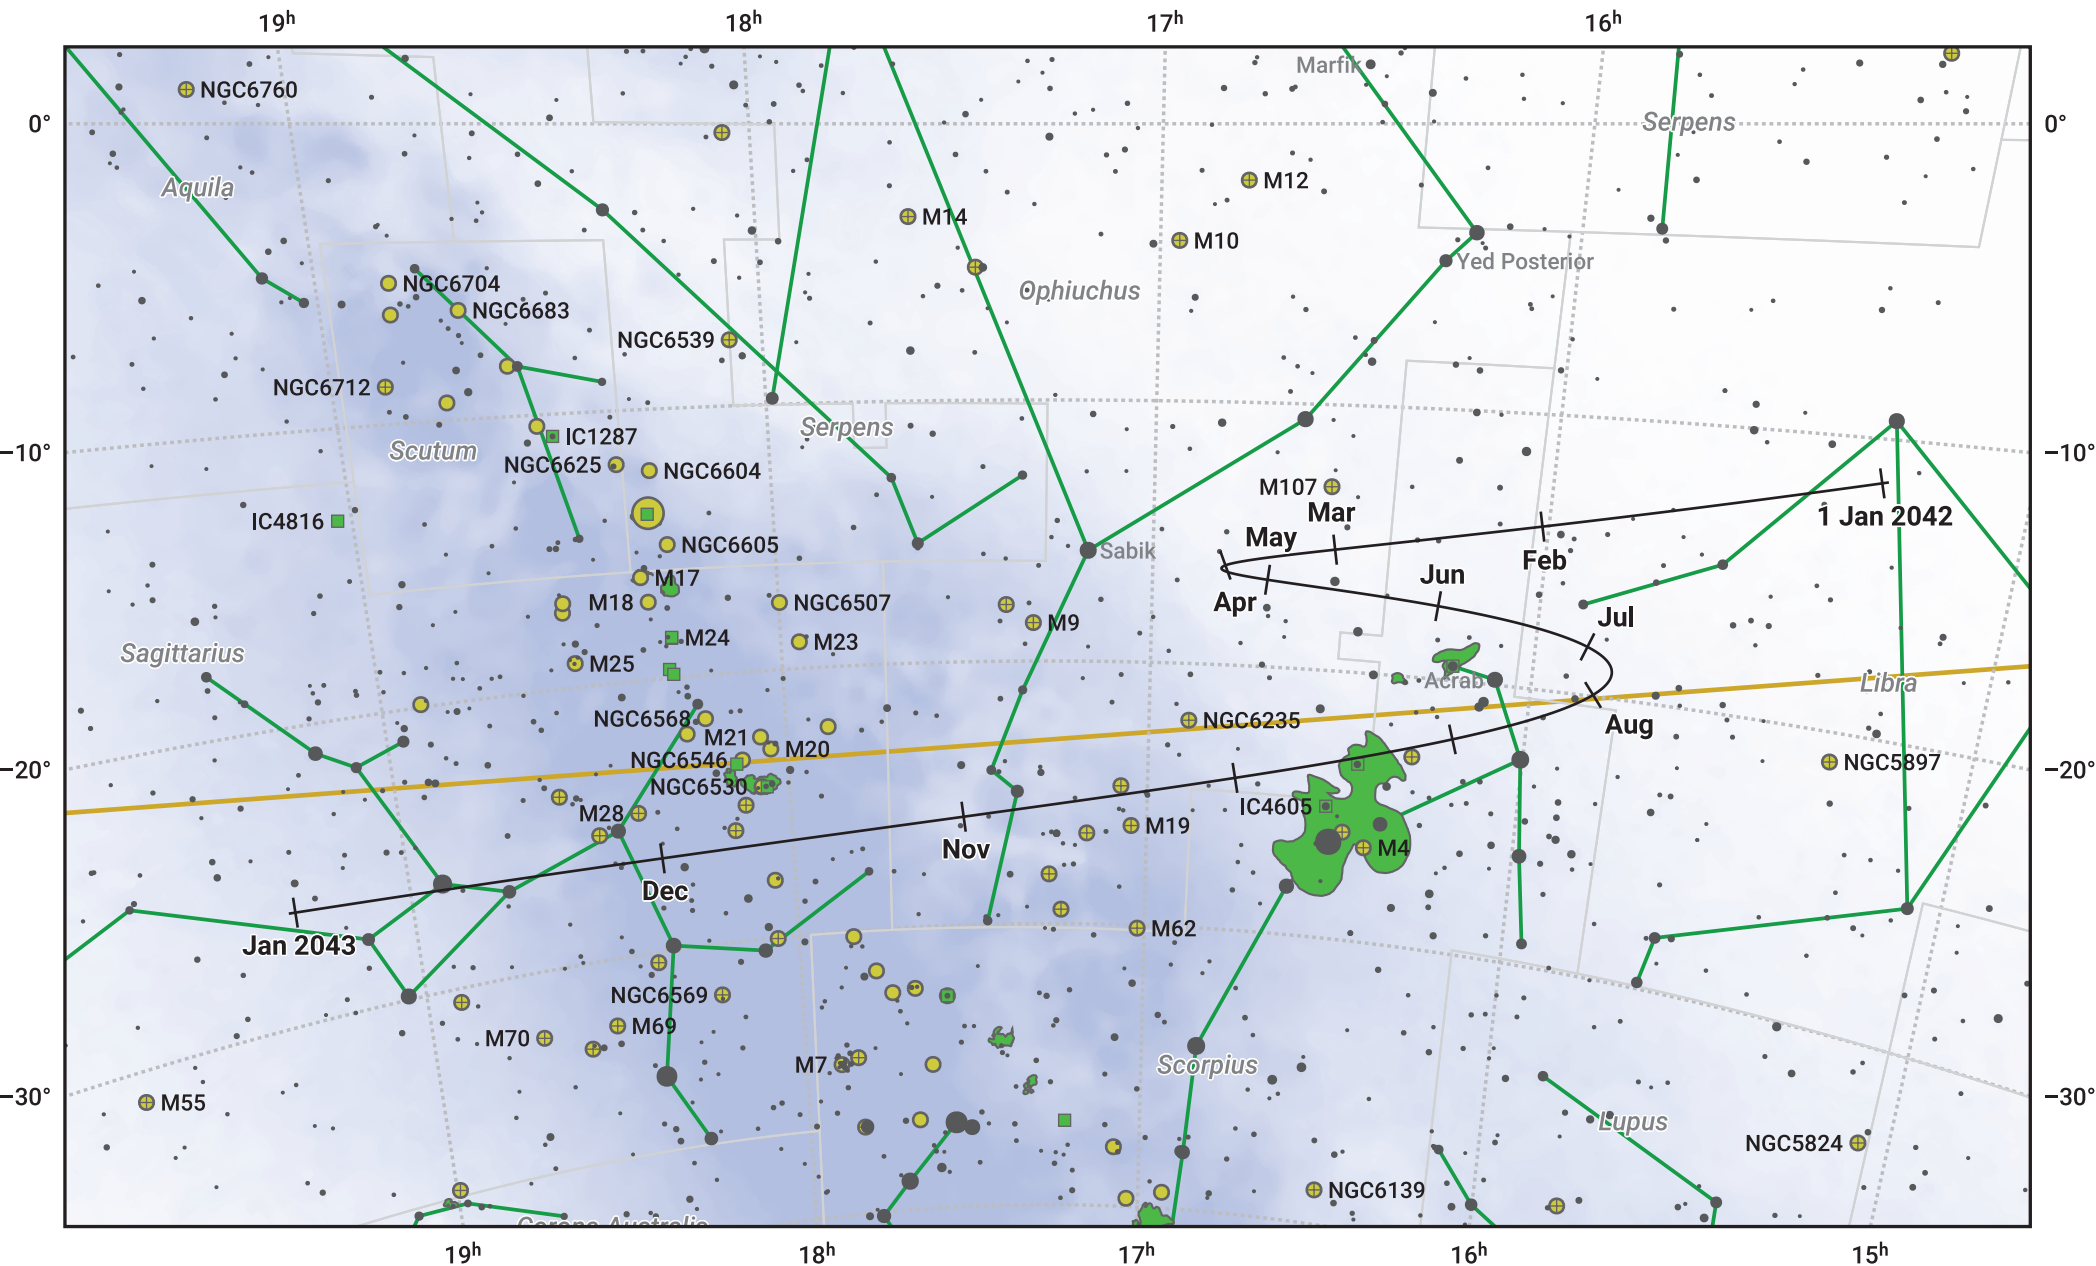 19h 18h 17h 16h
Marfik
NGC6760
0° Serpens 0°
Aquila M12
M14
M10
Yed Posterior
NGC6704 Ophiuchus
NGC6683
NGC6539
NGC6712
Serpens
IC1287
Scutum
−10° NGC6625 NGC6604 −10°
M107
IC4816 Mar 1 Jan 2042
NGC6605 May
Sabik Feb
M17 Jun
M18 NGC6507 Apr
M9 Jul
M24 M23
Sagittarius M25
Acrab Libra
NGC6568 NGC6235 Aug
M21 M20
NGC6546 NGC5897
−20° −20°
NGC6530
IC4605
M28 M19
Nov M4
Dec
M62
Jan 2043
NGC6569
M69
M70
M7 Scorpius
−30° M55 −30°
Lupus
NGC5824
NGC6139
Corona Australis
19h 18h 17h 16h 15h